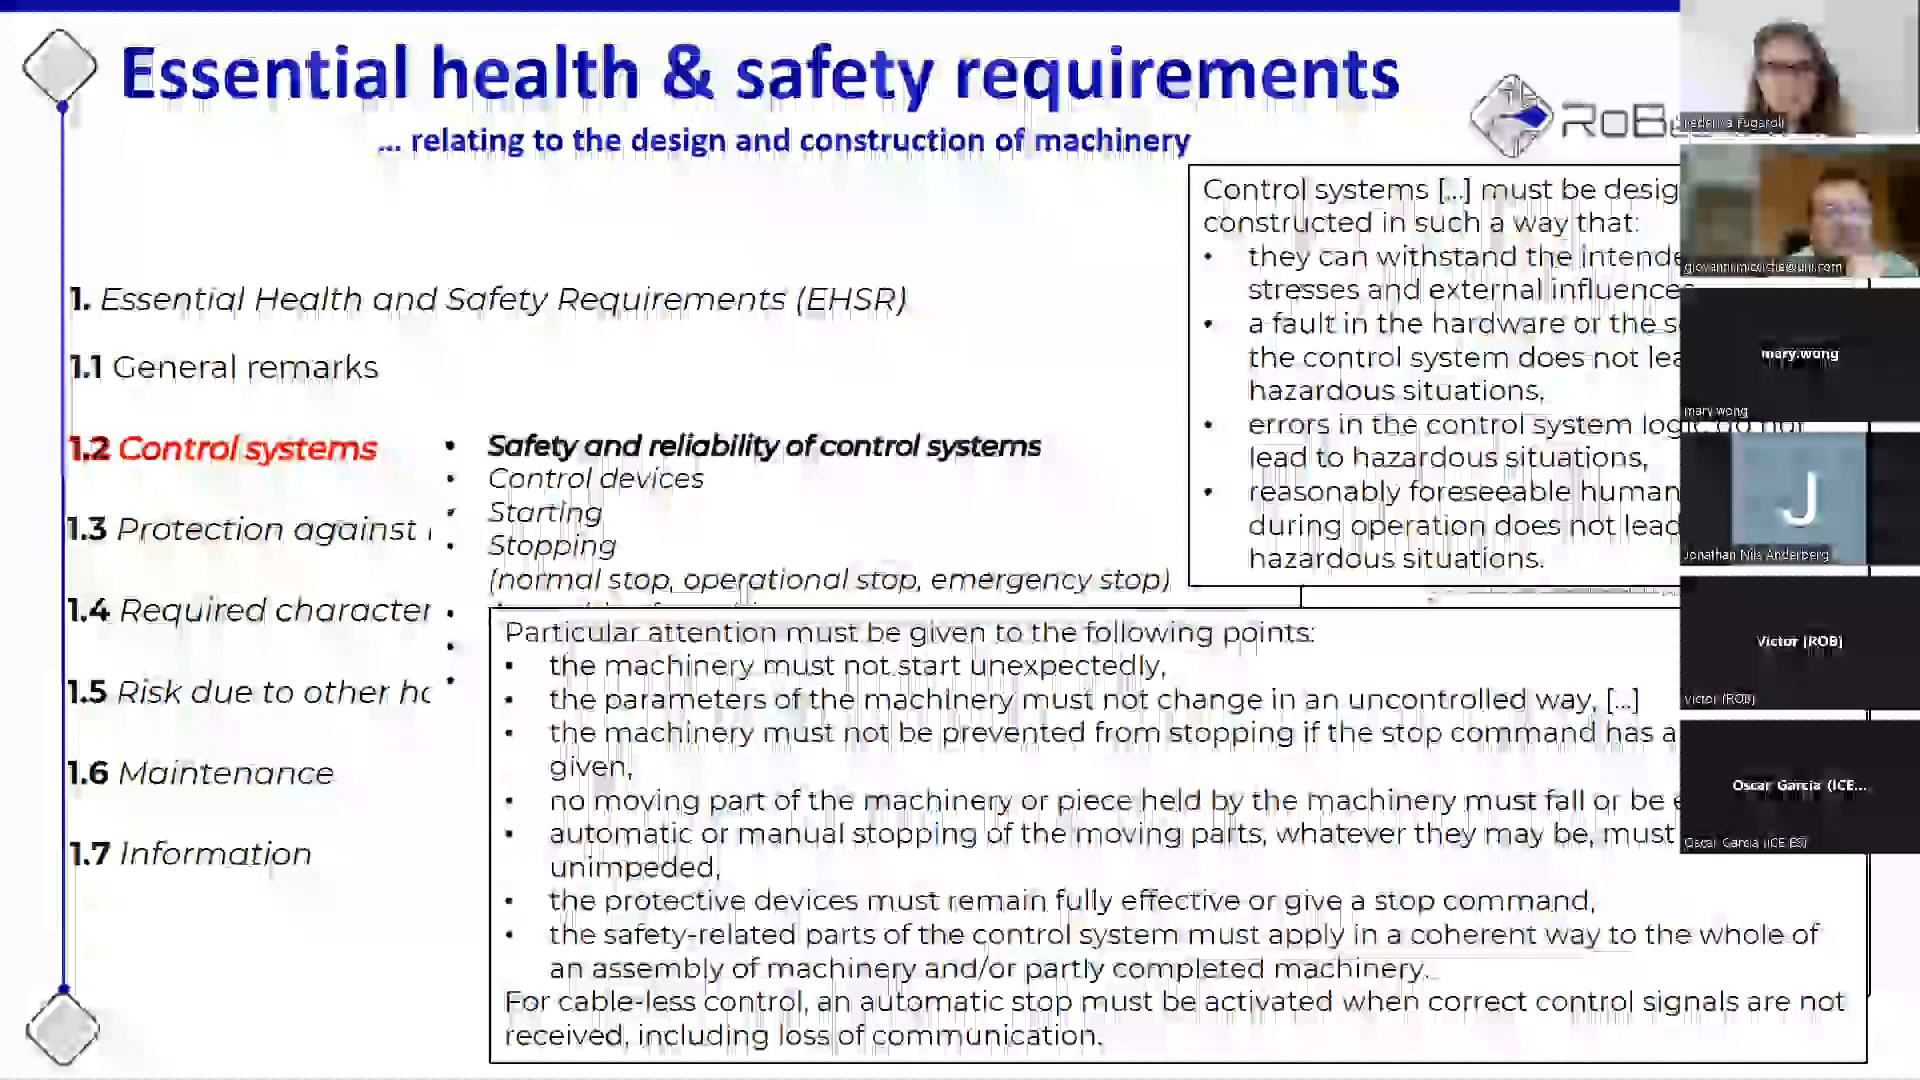 Essential health & safety requirements
... relating to the design and construction of machinery
RoB
1. Essential Health and Safety Requirements (EHSR)
1.1 General remarks
1.2 Control systems
1.3 Protection against
1.4 Required character
1.5 Risk due to other
1.6 Maintenance
1.7 Information
• Safety and reliability of control systems
• Control devices
• Starting
• Stopping
(normal stop, operational stop, emergency stop)
Control systems [...] must be desig
constructed in such a way that:
• they can withstand the intende
stresses and external influence
• a fault in the hardware or the s
the control system does not lea
hazardous situations,
• errors in the control system logic do not
lead to hazardous situations,
• reasonably foreseeable human
during operation does not lead
hazardous situations.
Particular attention must be given to the following points:
• the machinery must not start unexpectedly,
• the parameters of the machinery must not change in an uncontrolled way, [...]
• the machinery must not be prevented from stopping if the stop command has a
given,
• no moving part of the machinery or piece held by the machinery must fall or be e
• automatic or manual stopping of the moving parts, whatever they may be, must
unimpeded,
• the protective devices must remain fully effective or give a stop command,
• the safety-related parts of the control system must apply in a coherent way to the whole of
an assembly of machinery and/or partly completed machinery.
For cable-less control, an automatic stop must be activated when correct control signals are not
received, including loss of communication.
mary.wang
J
Jonathan Nils Anderberg
Victor (ROB)
Victor (ROB)
Oscar Garcia (ICE...
Oscar Garcia (ICE BS)